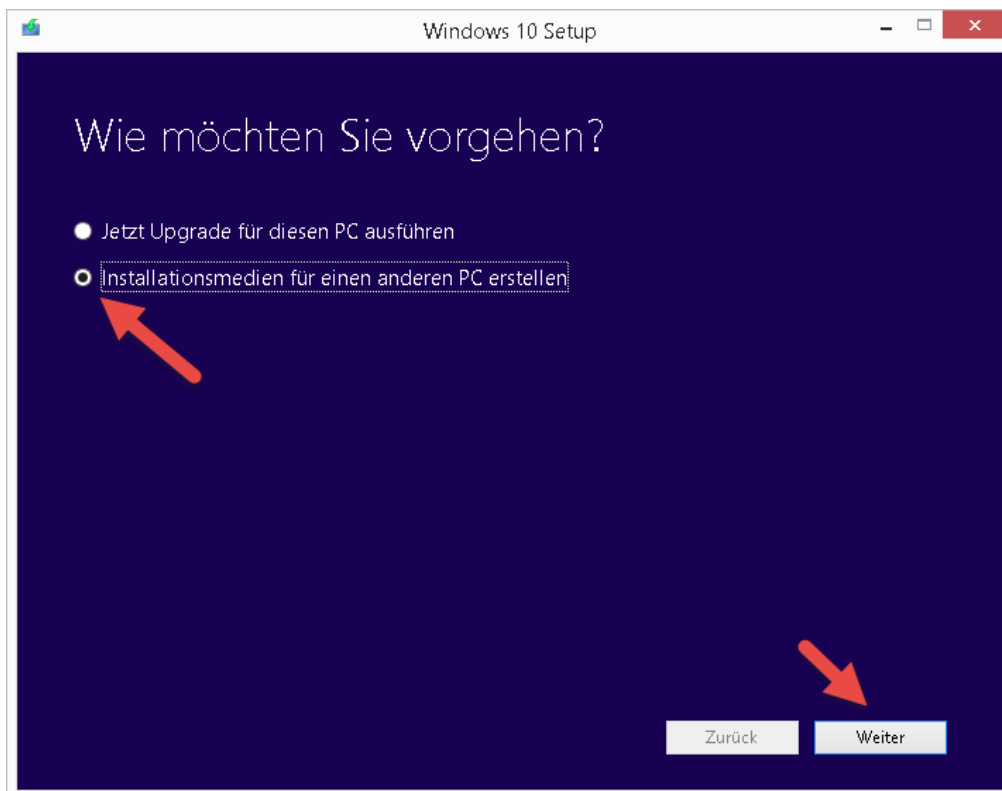 Windows 10 Setup
Wie möchten Sie vorgehen?
Jetzt Upgrade für diesen PC ausführen
Installationsmedien für einen anderen PC erstellen
Zurück Weiter